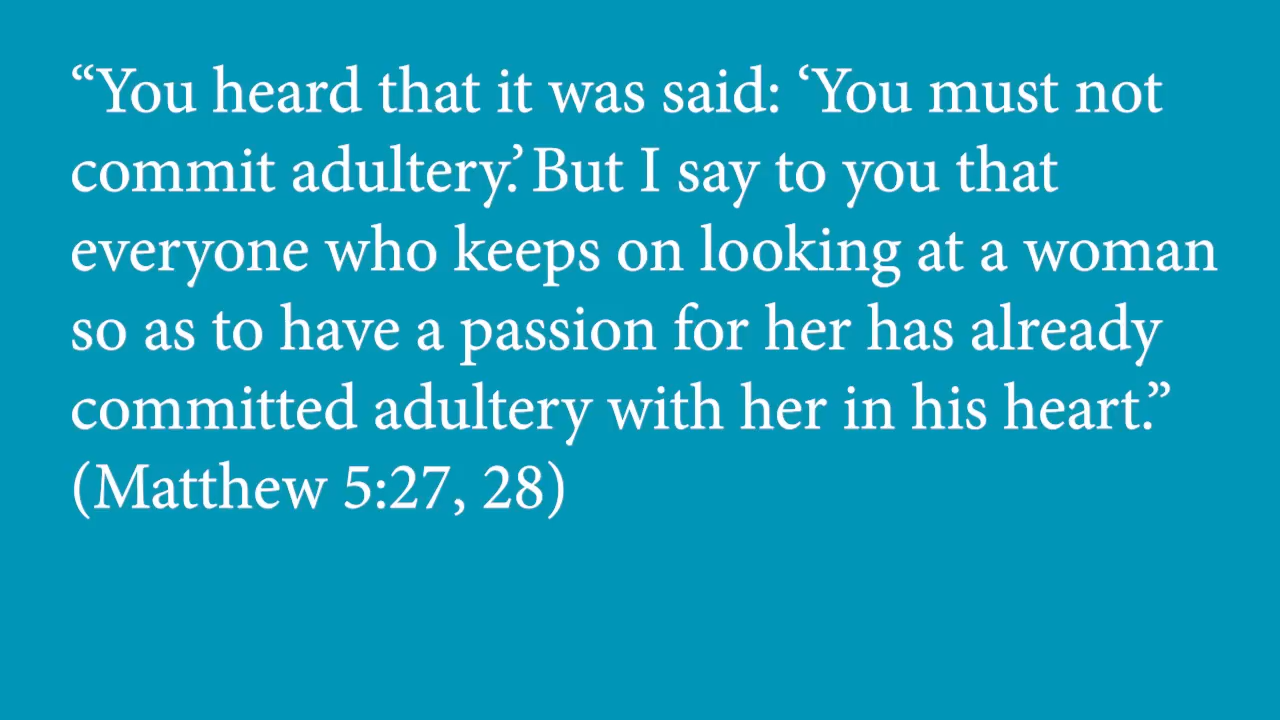 “You heard that it was said: ‘You must not
commit adultery.’ But I say to you that
everyone who keeps on looking at a woman
so as to have a passion for her has already
committed adultery with her in his heart.”
(Matthew 5:27, 28)